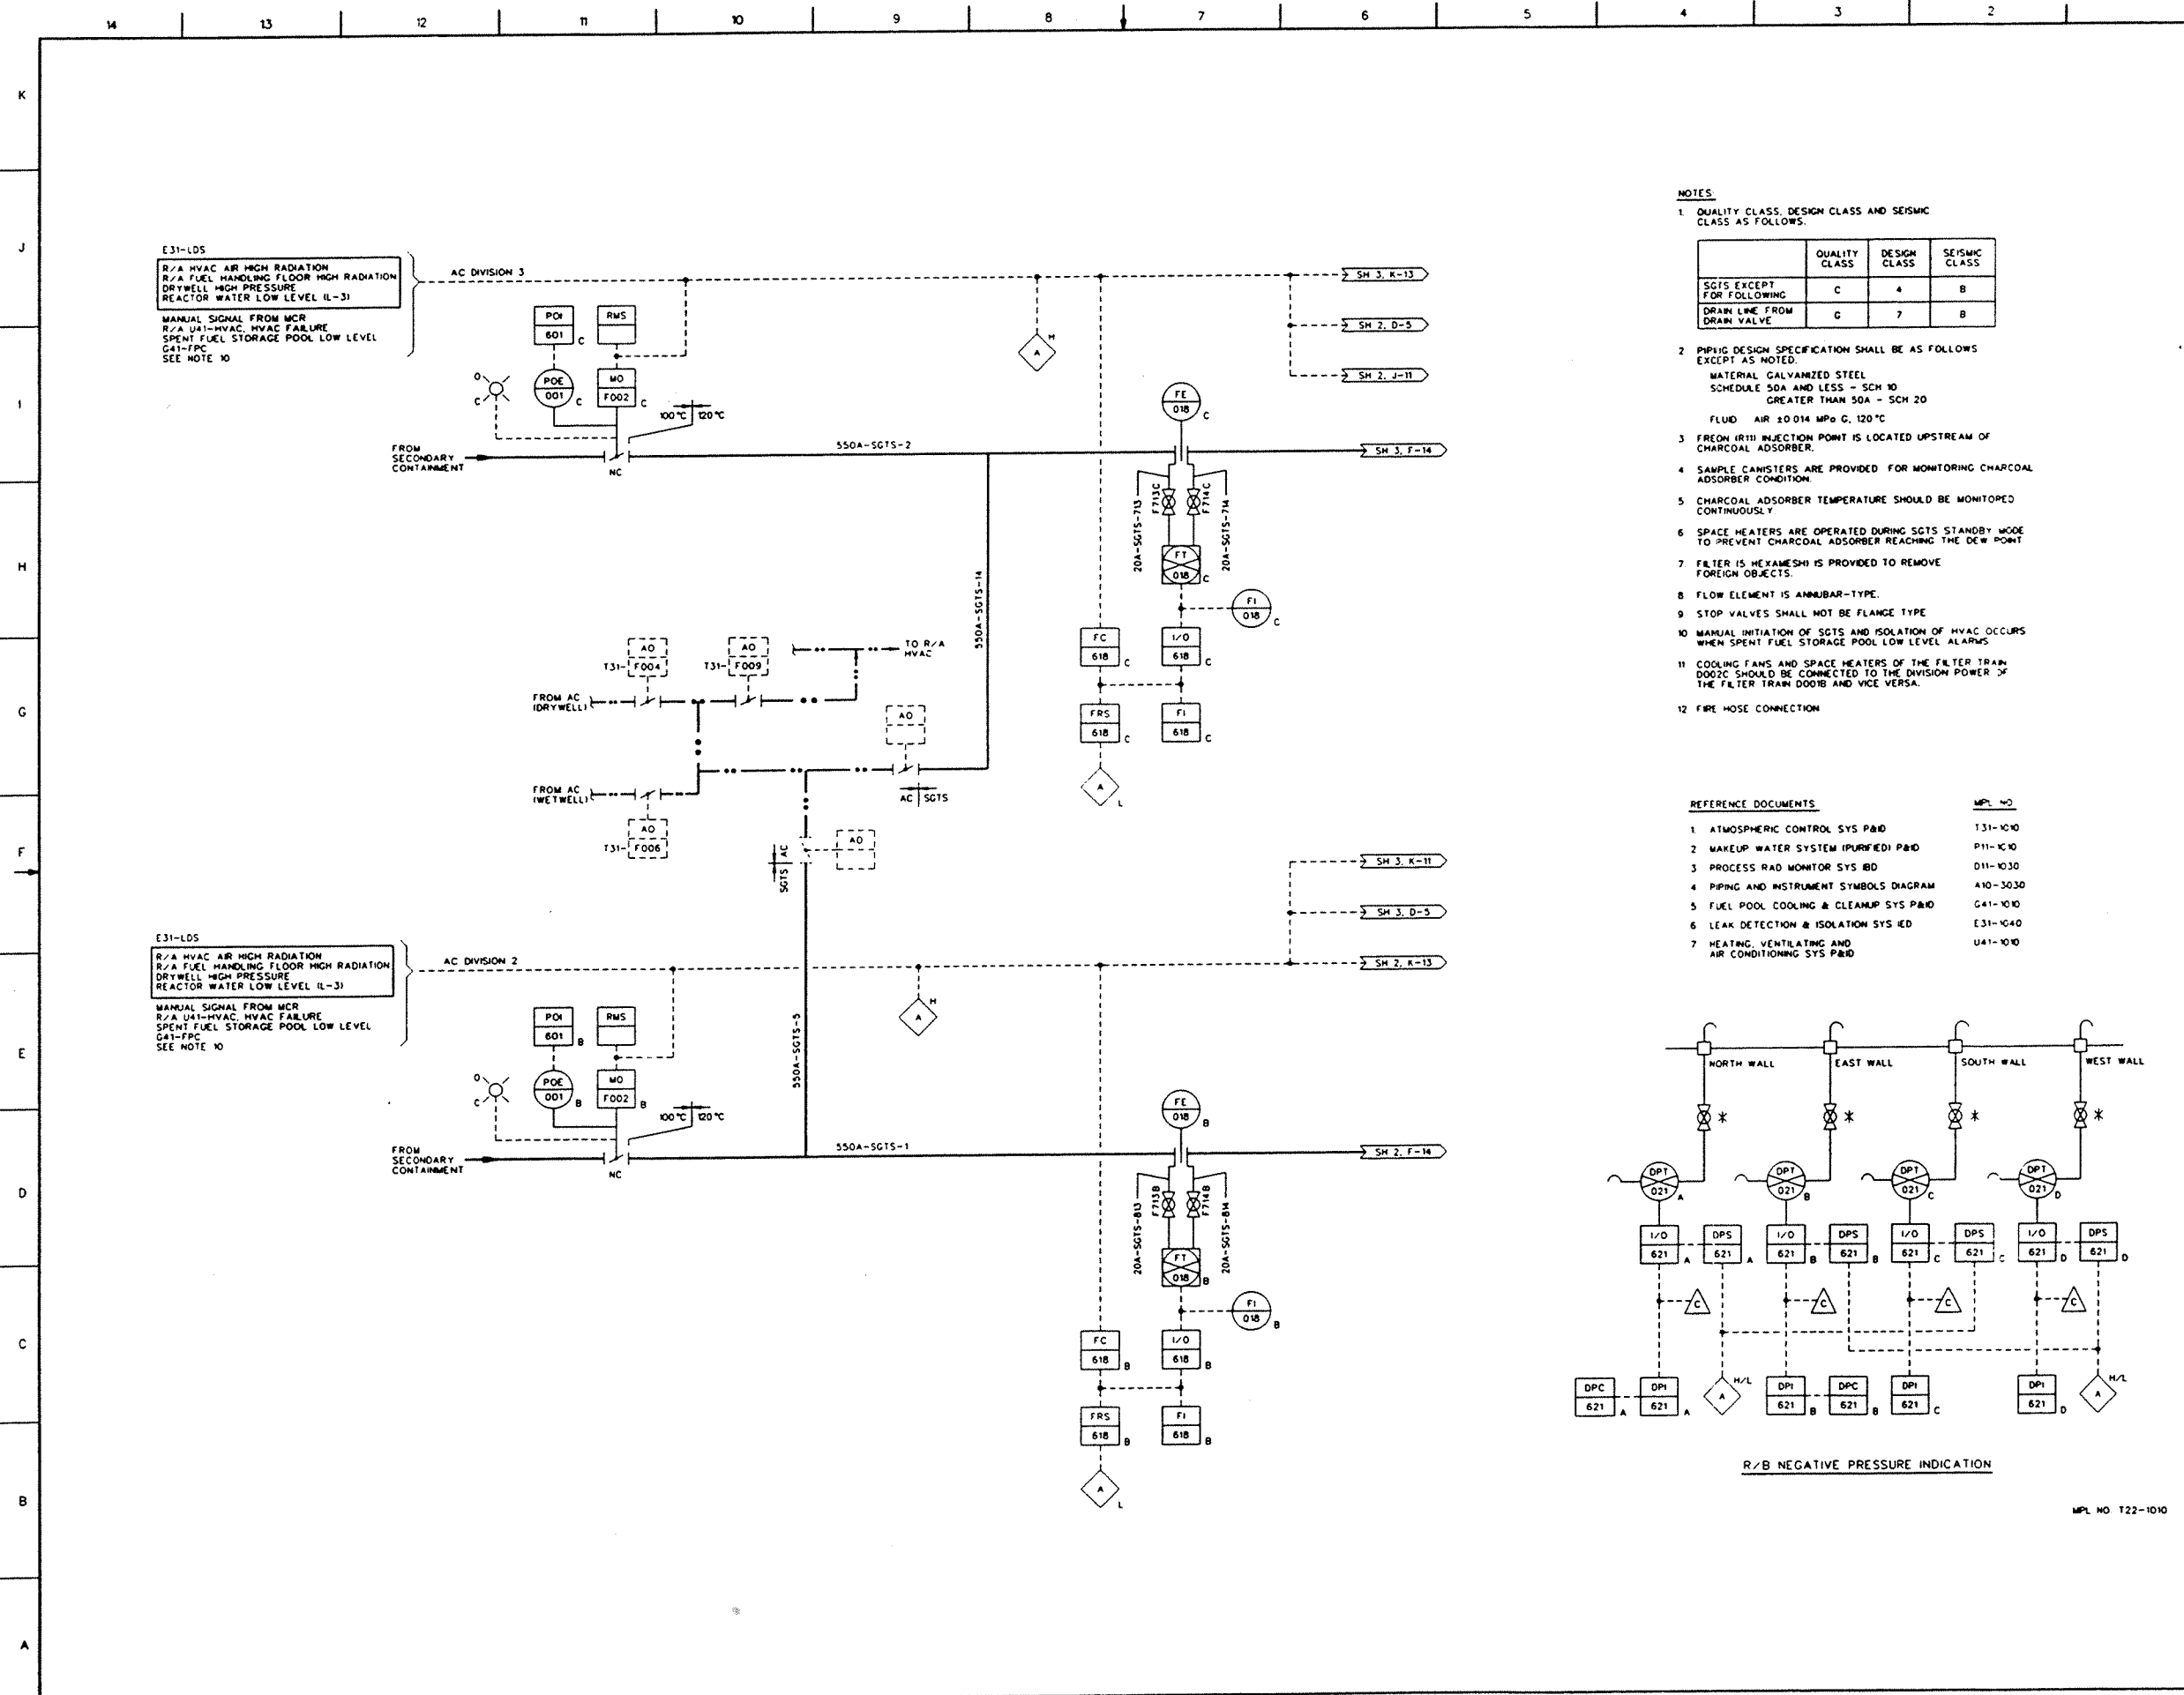 14 13 12 11 10 9 8 7 6 5 4 3 2
K
J
I
H
G
F
E
D
C
B
A
E31-LDS
R/A HVAC AIR HIGH RADIATION
R/A FUEL HANDLING FLOOR HIGH RADIATION
DRYWELL HIGH PRESSURE
REACTOR WATER LOW LEVEL (L-3)
MANUAL SIGNAL FROM MCR
R/A U41-HVAC, HVAC FAILURE
SPENT FUEL STORAGE POOL LOW LEVEL
G41-FPC
SEE NOTE 10
AC DIVISION 3
SH 3, K-13
SH 2, D-5
SH 2, J-11
A H
POI
601 C
RMS
O
C
POE
001 C
MO
F002 C
100°C 120°C
FROM
SECONDARY
CONTAINMENT
NC
550A-SGTS-2
SH 3, F-14
FE
018 C
20A-SGTS-713
F713C
F714C
20A-SGTS-714
FT
018 C
FI
018 C
FC
618 C
I/O
618 C
FRS
618 C
FI
618 C
A L
550A-SGTS-14
AO
T31- F004
AO
T31- F009
TO R/A
HVAC
FROM AC
(DRYWELL)
AO
AC SGTS
FROM AC
(WETWELL)
AO
T31- F006
AO
SGTS AC
SH 3, K-11
SH 3, D-5
SH 2, K-13
E31-LDS
R/A HVAC AIR HIGH RADIATION
R/A FUEL HANDLING FLOOR HIGH RADIATION
DRYWELL HIGH PRESSURE
REACTOR WATER LOW LEVEL (L-3)
MANUAL SIGNAL FROM MCR
R/A U41-HVAC, HVAC FAILURE
SPENT FUEL STORAGE POOL LOW LEVEL
G41-FPC
SEE NOTE 10
AC DIVISION 2
A H
550A-SGTS-5
POI
601 B
RMS
O
C
POE
001 B
MO
F002 B
100°C 120°C
FROM
SECONDARY
CONTAINMENT
NC
550A-SGTS-1
SH 2, F-14
FE
018 B
20A-SGTS-813
F713B
F714B
20A-SGTS-814
FT
018 B
FI
018 B
FC
618 B
I/O
618 B
FRS
618 B
FI
618 B
A L
NOTES:
1. QUALITY CLASS, DESIGN CLASS AND SEISMIC
CLASS AS FOLLOWS.
QUALITY CLASS DESIGN CLASS SEISMIC CLASS
SGTS EXCEPT FOR FOLLOWING C 4 B
DRAIN LINE FROM DRAIN VALVE G 7 B
2 PIPING DESIGN SPECIFICATION SHALL BE AS FOLLOWS
EXCEPT AS NOTED.
MATERIAL GALVANIZED STEEL
SCHEDULE 50A AND LESS - SCH 10
GREATER THAN 50A - SCH 20
FLUID AIR ±0.014 MPa G, 120°C
3 FREON (R11) INJECTION POINT IS LOCATED UPSTREAM OF
CHARCOAL ADSORBER.
4 SAMPLE CANISTERS ARE PROVIDED FOR MONITORING CHARCOAL
ADSORBER CONDITION.
5 CHARCOAL ADSORBER TEMPERATURE SHOULD BE MONITORED
CONTINUOUSLY.
6 SPACE HEATERS ARE OPERATED DURING SGTS STANDBY MODE
TO PREVENT CHARCOAL ADSORBER REACHING THE DEW POINT
7 FILTER (5 HEXAMESH) IS PROVIDED TO REMOVE
FOREIGN OBJECTS.
8 FLOW ELEMENT IS ANNUBAR-TYPE.
9 STOP VALVES SHALL NOT BE FLANGE TYPE
10 MANUAL INITIATION OF SGTS AND ISOLATION OF HVAC OCCURS
WHEN SPENT FUEL STORAGE POOL LOW LEVEL ALARMS
11 COOLING FANS AND SPACE HEATERS OF THE FILTER TRAIN
D002C SHOULD BE CONNECTED TO THE DIVISION POWER OF
THE FILTER TRAIN D001B AND VICE VERSA.
12 FIRE HOSE CONNECTION
REFERENCE DOCUMENTS MPL NO
1. ATMOSPHERIC CONTROL SYS P&ID T31-1010
2 MAKEUP WATER SYSTEM (PURIFIED) P&ID P11-1010
3 PROCESS RAD MONITOR SYS IBD D11-1030
4 PIPING AND INSTRUMENT SYMBOLS DIAGRAM A10-3030
5 FUEL POOL COOLING & CLEANUP SYS P&ID G41-1010
6 LEAK DETECTION & ISOLATION SYS IED E31-1040
7 HEATING, VENTILATING AND U41-1010
AIR CONDITIONING SYS P&ID
NORTH WALL EAST WALL SOUTH WALL WEST WALL
* * * *
DPT 021 A DPT 021 B DPT 021 C DPT 021 D
I/O 621 A DPS 621 A I/O 621 B DPS 621 B I/O 621 C DPS 621 C I/O 621 D DPS 621 D
C C C C
DPC 621 A DPI 621 A A H/L DPI 621 B DPC 621 B DPI 621 C DPI 621 D A H/L
R/B NEGATIVE PRESSURE INDICATION
MPL NO. T22-1010